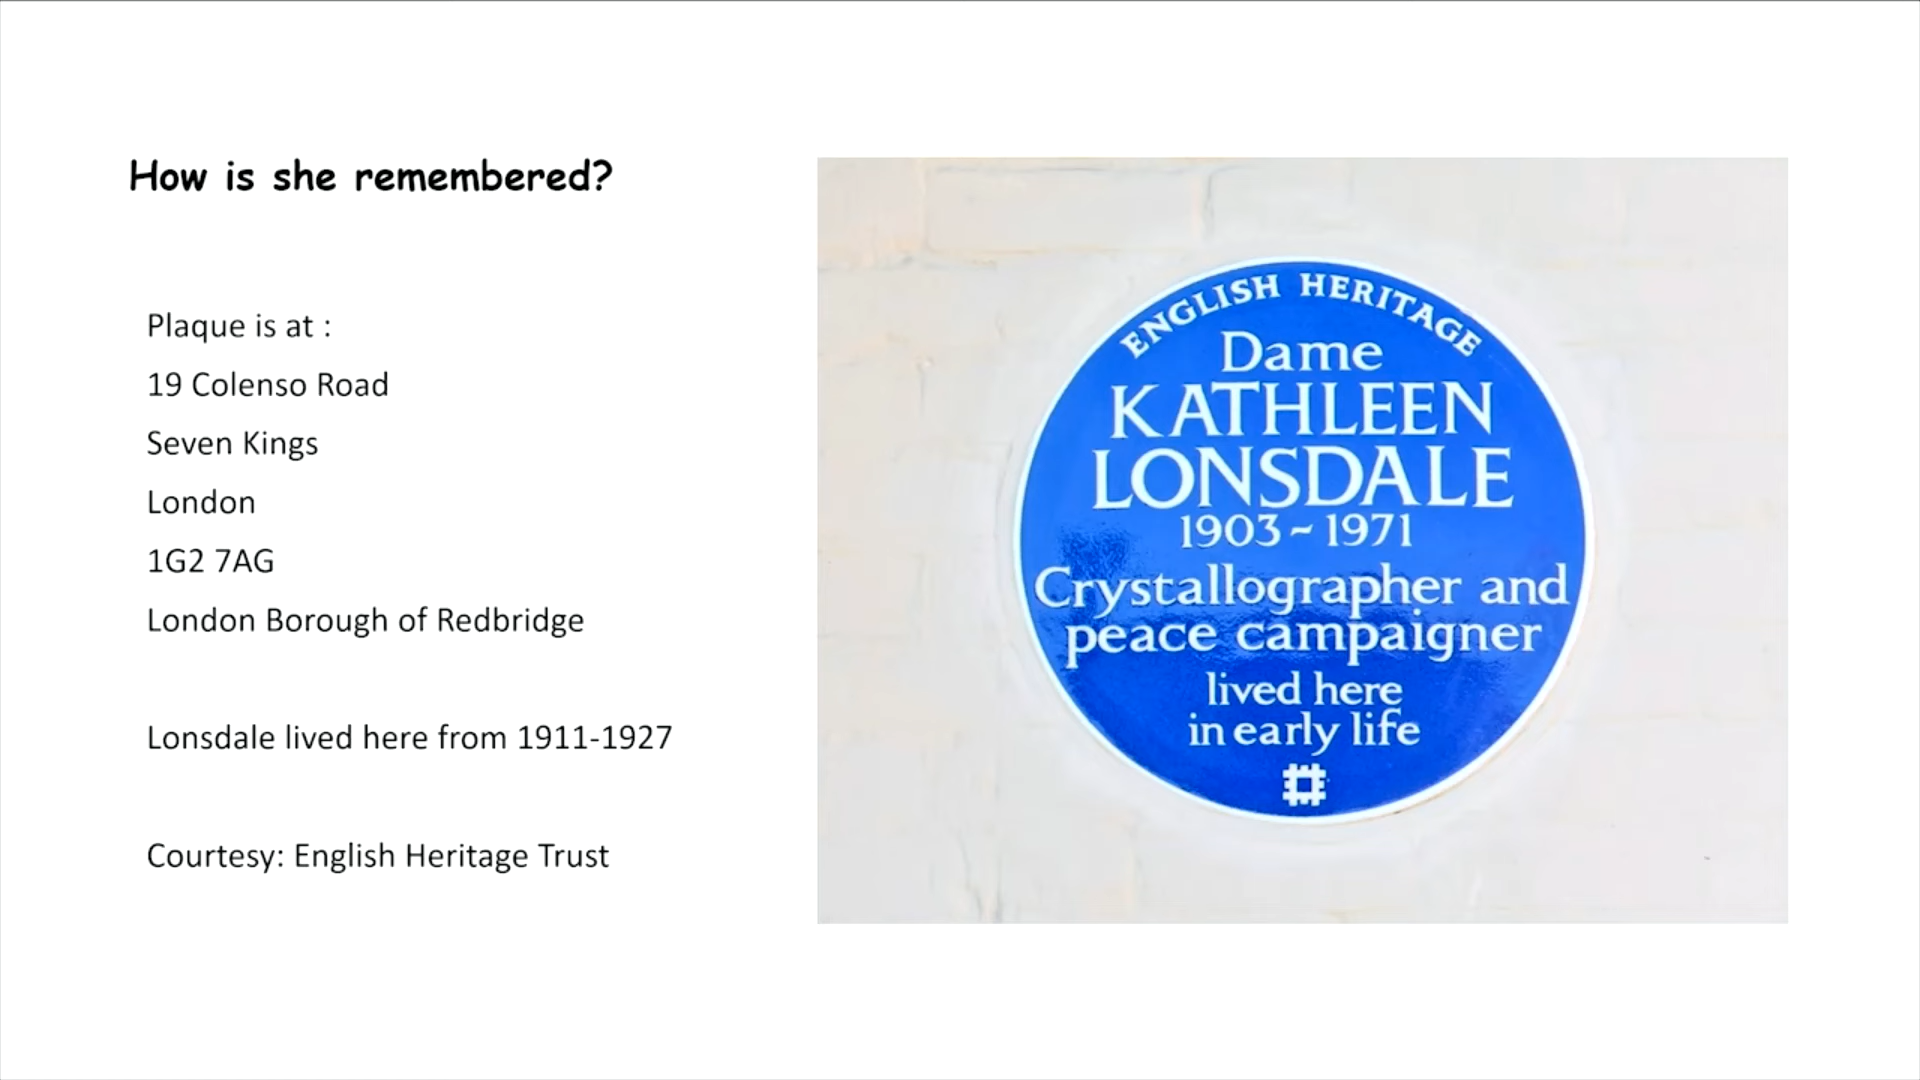 How is she remembered?
Plaque is at :
19 Colenso Road
Seven Kings
London
1G2 7AG
London Borough of Redbridge
Lonsdale lived here from 1911-1927
Courtesy: English Heritage Trust
ENGLISH HERITAGE
Dame
KATHLEEN
LONSDALE
1903~1971
Crystallographer and
peace campaigner
lived here
in early life